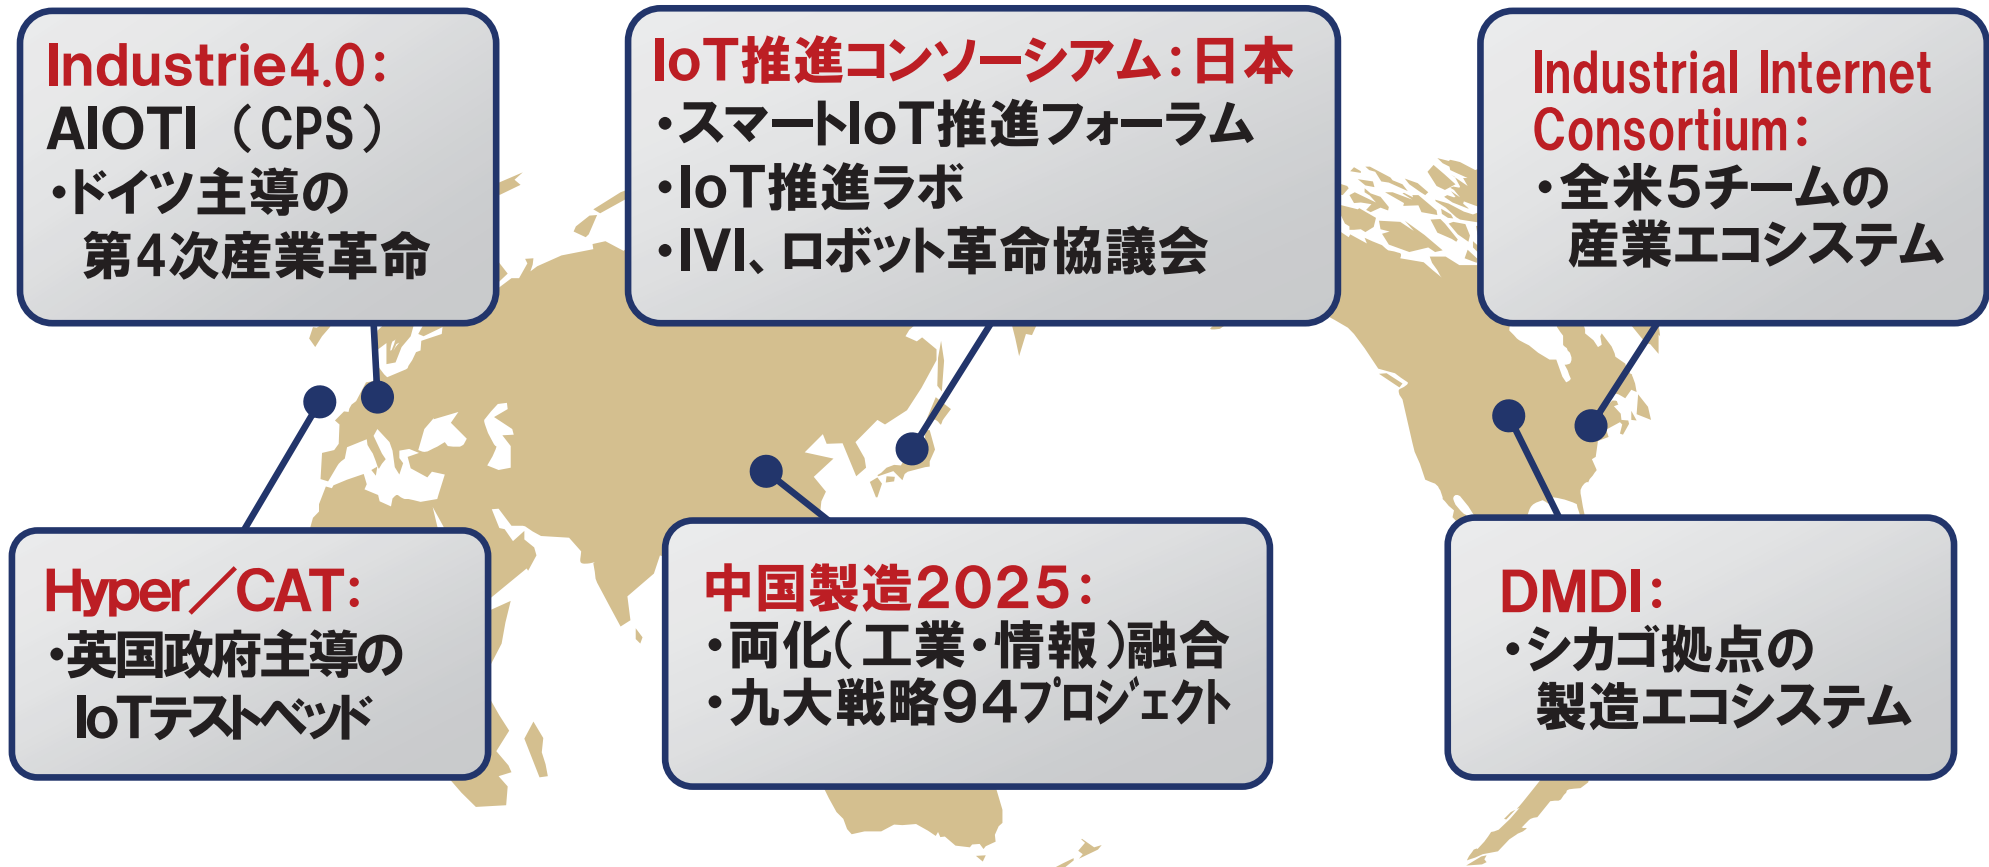 Industrie4.0：
AIOTI（CPS）
・ドイツ主導の
第4次産業革命
IoT推進コンソーシアム：日本
・スマートIoT推進フォーラム
・IoT推進ラボ
・IVI、ロボット革命協議会
Industrial Internet
Consortium：
・全米5チームの
産業エコシステム
Hyper／CAT：
・英国政府主導の
IoTテストベッド
中国製造2025：
・両化（工業・情報）融合
・九大戦略94プロジェクト
DMDI：
・シカゴ拠点の
製造エコシステム